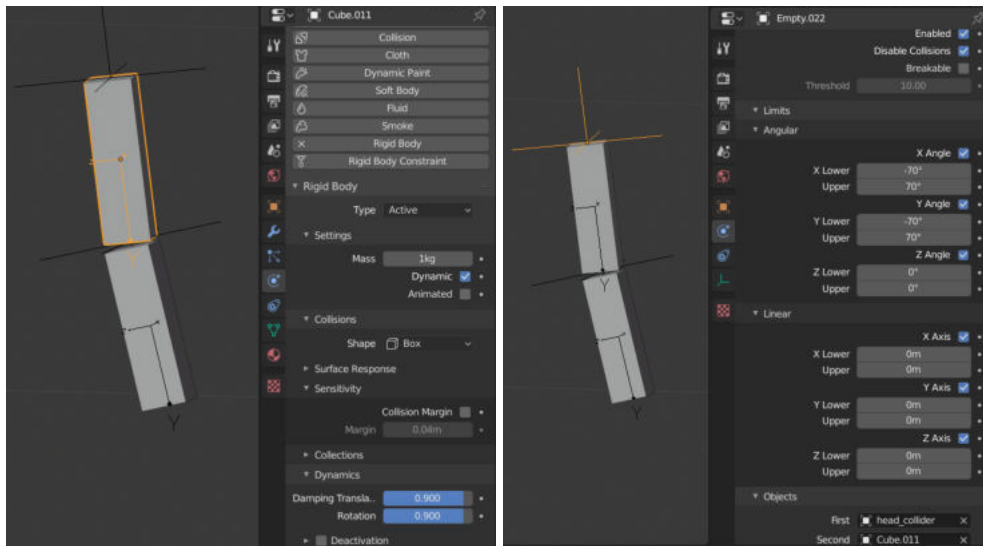 Cube.011
Collision
Cloth
Dynamic Paint
Soft Body
Fluid
Smoke
Rigid Body
Rigid Body Constraint
Rigid Body
Type Active
Settings
Mass 1kg
Dynamic
Animated
Collisions
Shape Box
Surface Response
Sensitivity
Collision Margin
Margin 0.04m
Collections
Dynamics
Damping Transla.. 0.900
Rotation 0.900
Deactivation
Y
Y
Empty.022
Enabled
Disable Collisions
Breakable
Threshold 10.00
Limits
Angular
X Angle
X Lower -70°
Upper 70°
Y Angle
Y Lower -70°
Upper 70°
Z Angle
Z Lower 0°
Upper 0°
Linear
X Axis
X Lower 0m
Upper 0m
Y Axis
Y Lower 0m
Upper 0m
Z Axis
Z Lower 0m
Upper 0m
Objects
First head_collider
Second Cube.011
Y
Y